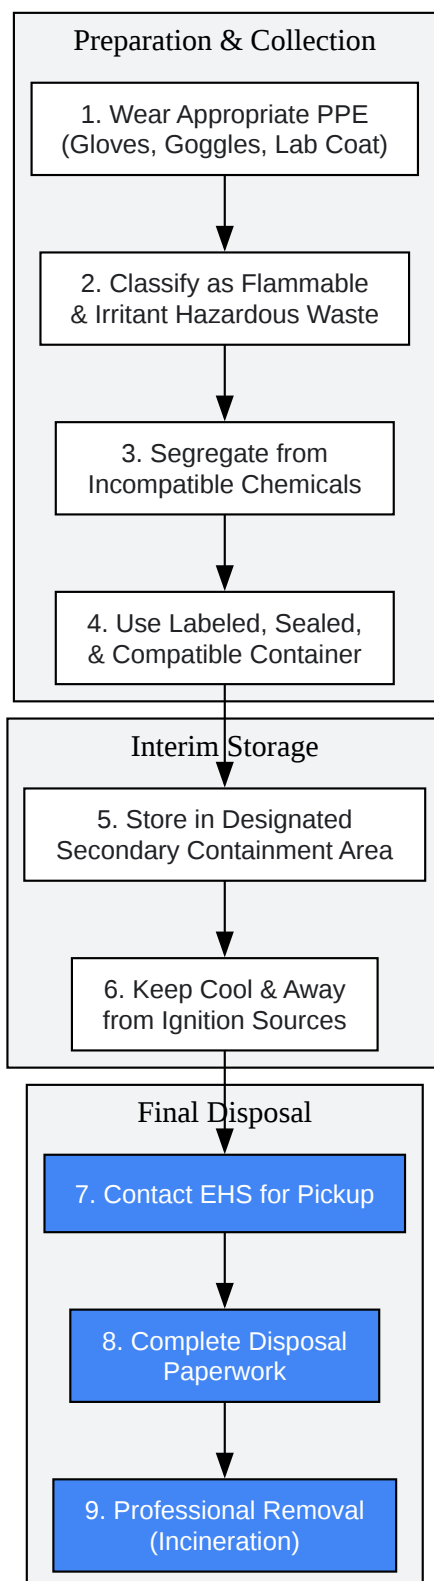 Preparation & Collection
1. Wear Appropriate PPE
(Gloves, Goggles, Lab Coat)
2. Classify as Flammable
& Irritant Hazardous Waste
3. Segregate from
Incompatible Chemicals
4. Use Labeled, Sealed,
& Compatible Container
Interim Storage
5. Store in Designated
Secondary Containment Area
6. Keep Cool & Away
from Ignition Sources
Final Disposal
7. Contact EHS for Pickup
8. Complete Disposal
Paperwork
9. Professional Removal
(Incineration)